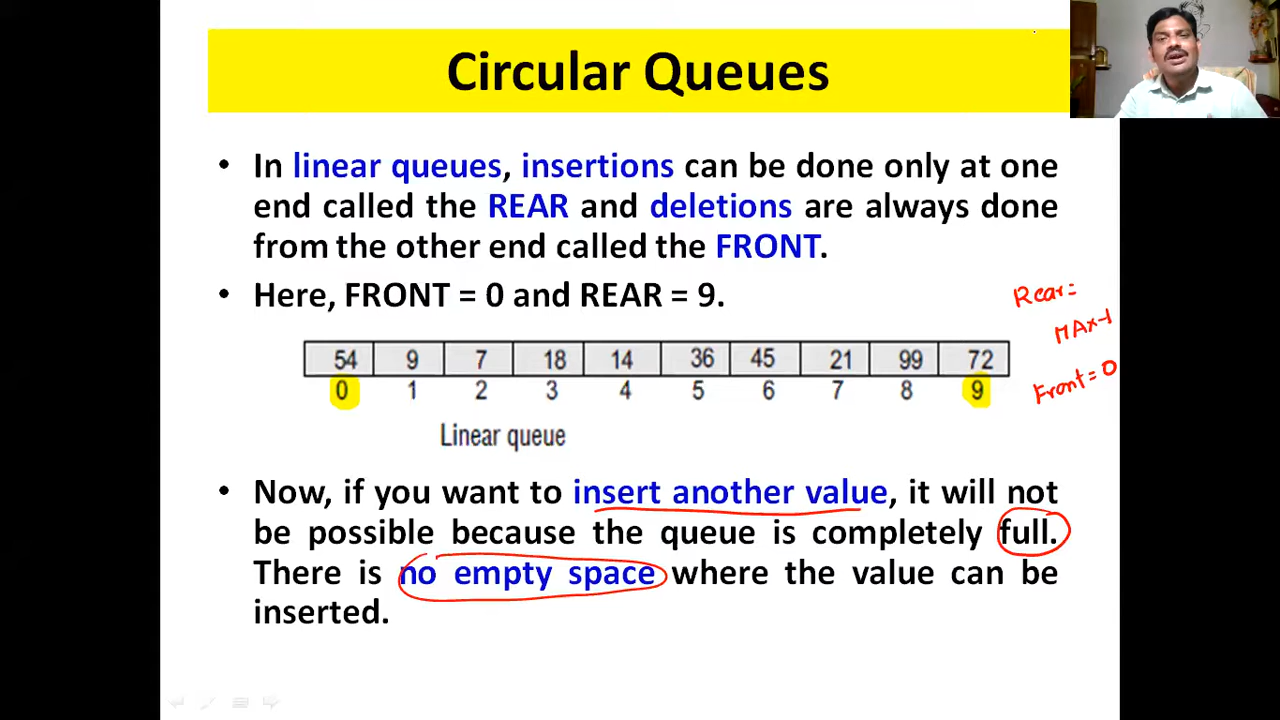 Circular Queues
• In linear queues, insertions can be done only at one
end called the REAR and deletions are always done
from the other end called the FRONT.
• Here, FRONT = 0 and REAR = 9.
Rear=
MAx-1
Front=0
54 9 7 18 14 36 45 21 99 72
0 1 2 3 4 5 6 7 8 9
Linear queue
• Now, if you want to insert another value, it will not
be possible because the queue is completely full.
There is no empty space where the value can be
inserted.